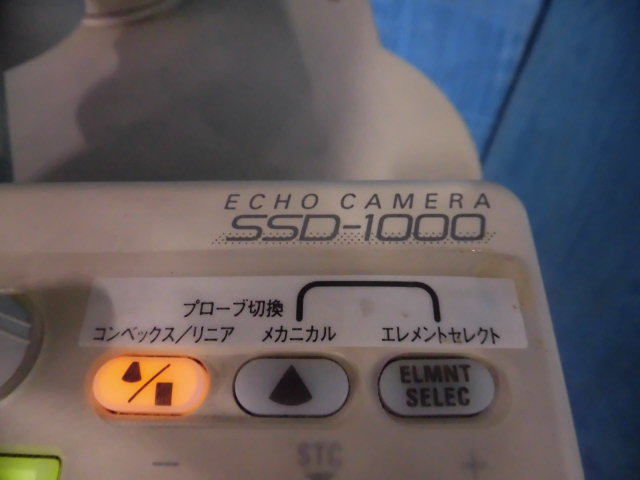 ECHO CAMERA
SSD-1000
プローブ切換
コンベックス/リニア メカニカル エレメントセレクト
ELMNT
SELEC
− STC +